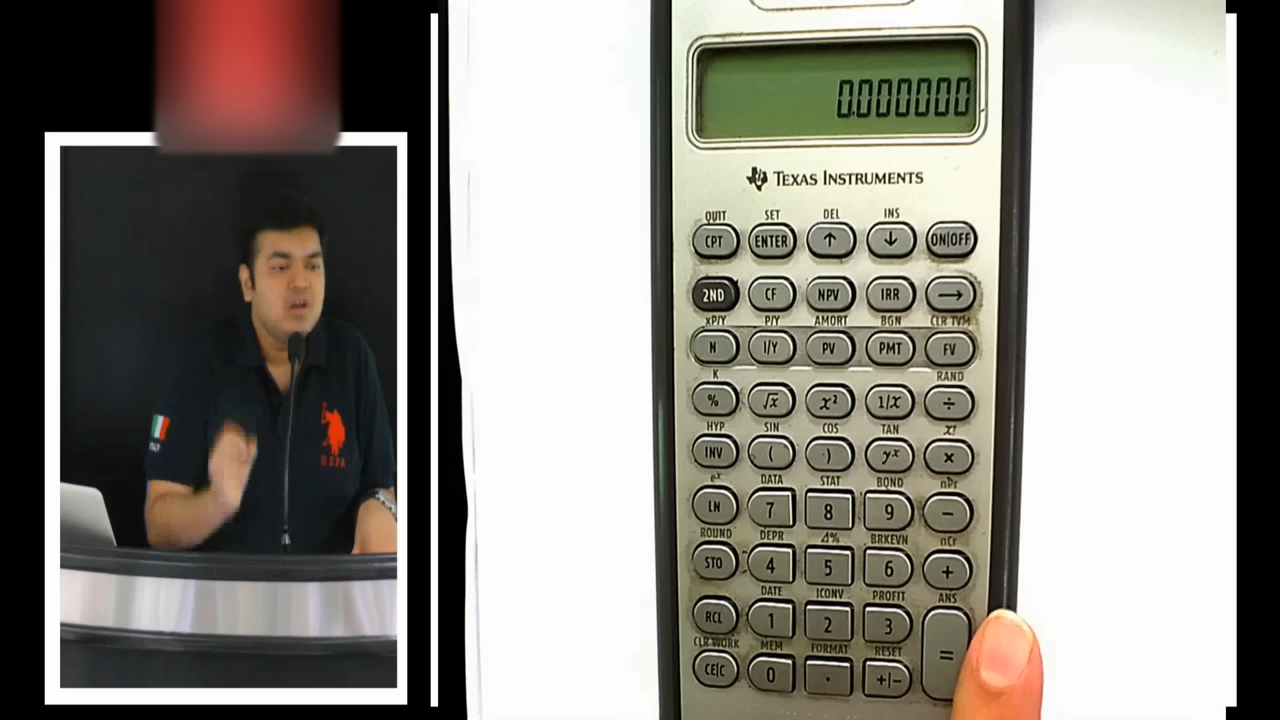 0.000000
TEXAS INSTRUMENTS
QUIT SET DEL INS
CPT ENTER ↑ ↓ ON|OFF
2ND CF NPV IRR →
xP/Y P/Y AMORT BGN CLR TVM
N I/Y PV PMT FV
K RAND
% √x x² 1/x ÷
HYP SIN COS TAN x!
INV ( ) yˣ ×
eˣ DATA STAT BOND nPr
LN 7 8 9 −
ROUND DEPR Δ% BRKEVN nCr
STO 4 5 6 +
DATE ICONV PROFIT ANS
RCL 1 2 3 =
CLR WORK MEM FORMAT RESET
CE|C 0 . +|−
USPA